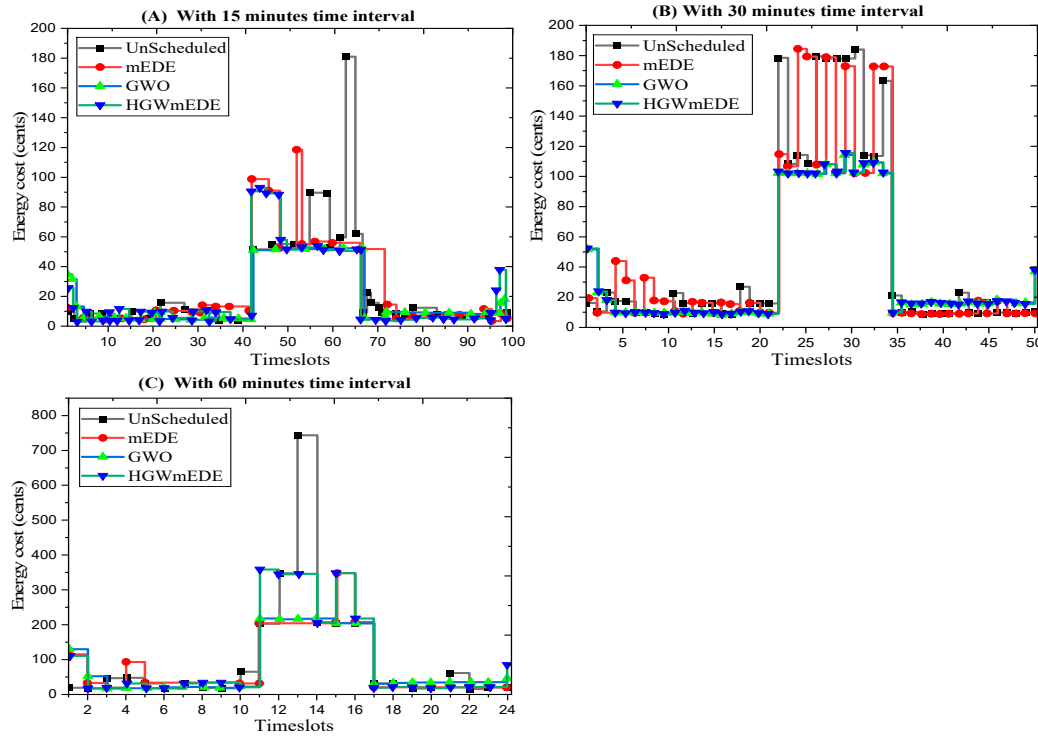 (A) With 15 minutes time interval
200
180
160
140
120
100
80
60
40
20
0
Energy cost (cents)
UnScheduled
mEDE
GWO
HGWmEDE
10 20 30 40 50 60 70 80 90 100
Timeslots
(B) With 30 minutes time interval
200
180
160
140
120
100
80
60
40
20
0
Energy cost (cents)
UnScheduled
mEDE
GWO
HGWmEDE
5 10 15 20 25 30 35 40 45 50
Timeslots
(C) With 60 minutes time interval
800
700
600
500
400
300
200
100
0
Energy cost (cents)
UnScheduled
mEDE
GWO
HGWmEDE
2 4 6 8 10 12 14 16 18 20 22 24
Timeslots